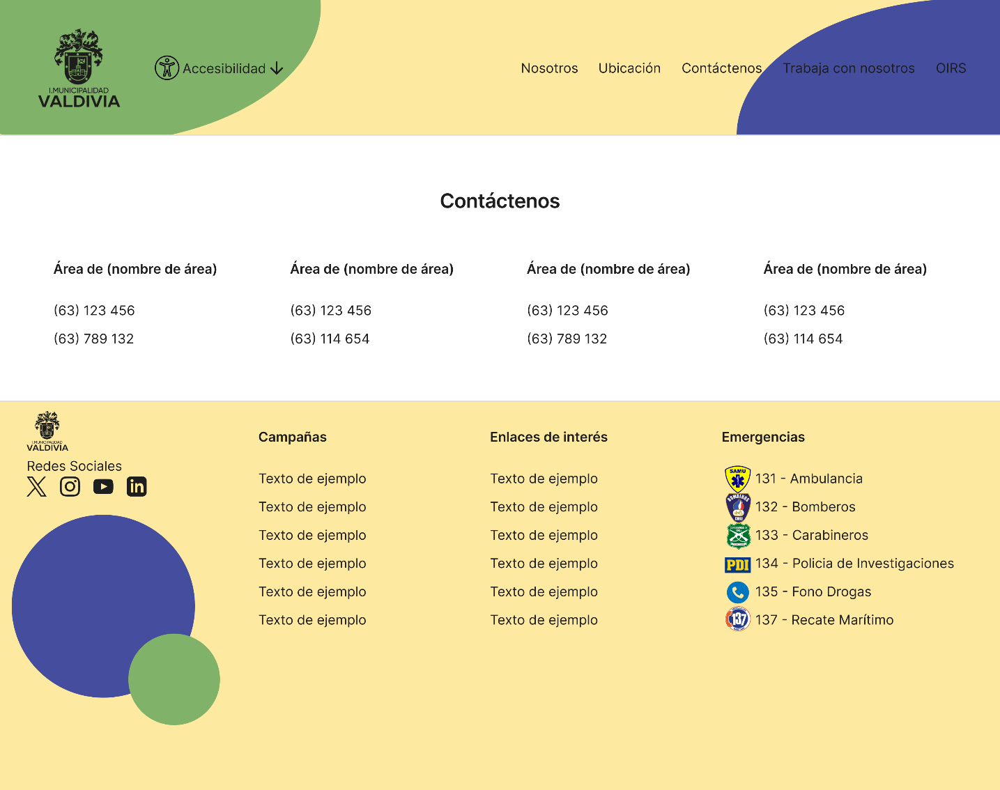 I.MUNICIPALIDAD
VALDIVIA
Accesibilidad
Nosotros Ubicación Contáctenos Trabaja con nosotros OIRS
Contáctenos
Área de (nombre de área)
(63) 123 456
(63) 789 132
Área de (nombre de área)
(63) 123 456
(63) 114 654
Área de (nombre de área)
(63) 123 456
(63) 789 132
Área de (nombre de área)
(63) 123 456
(63) 114 654
I.MUNICIPALIDAD
VALDIVIA
Redes Sociales
Campañas
Texto de ejemplo
Texto de ejemplo
Texto de ejemplo
Texto de ejemplo
Texto de ejemplo
Texto de ejemplo
Enlaces de interés
Texto de ejemplo
Texto de ejemplo
Texto de ejemplo
Texto de ejemplo
Texto de ejemplo
Texto de ejemplo
Emergencias
SAMU
131 - Ambulancia
BOMBEROS
CHILE
132 - Bomberos
133 - Carabineros
PDI
134 - Policia de Investigaciones
135 - Fono Drogas
137
137 - Recate Marítimo